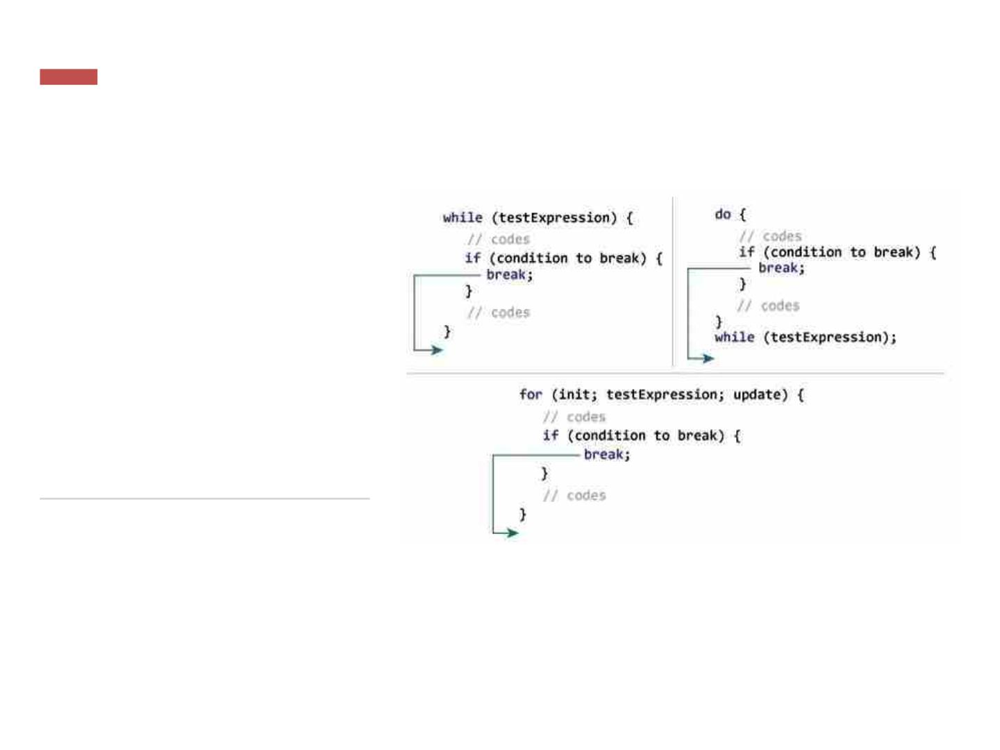 while (testExpression) {
// codes
if (condition to break) {
break;
}
// codes
}
do {
// codes
if (condition to break) {
break;
}
// codes
}
while (testExpression);
for (init; testExpression; update) {
// codes
if (condition to break) {
break;
}
// codes
}